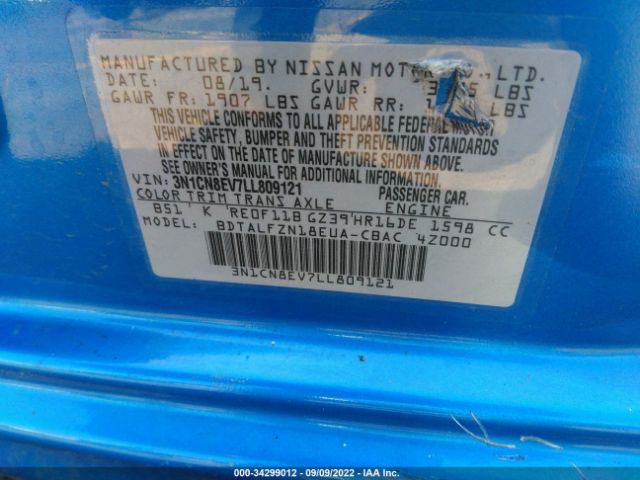 MANUFACTURED BY NISSAN MOTOR CO., LTD.
DATE: 08/19. GVWR: LBS
GAWR FR: 1907 LBS GAWR RR: LBS
THIS VEHICLE CONFORMS TO ALL APPLICABLE FEDERAL MOTOR
VEHICLE SAFETY, BUMPER AND THEFT PREVENTION STANDARDS
IN EFFECT ON THE DATE OF MANUFACTURE SHOWN ABOVE.
SEE OWNER'S MANUAL FOR ADDITIONAL INFORMATION.
VIN: 3N1CN8EV7LL809121 PASSENGER CAR.
COLOR TRIM TRANS AXLE ENGINE
B51 K RE0F11B GZ39 HR16DE 1598 CC
MODEL: BDTALFZN18EUA-CBAC 4Z000
3N1CN8EV7LL809121
000 - 34299012 - 09/09/2022 - IAA Inc.